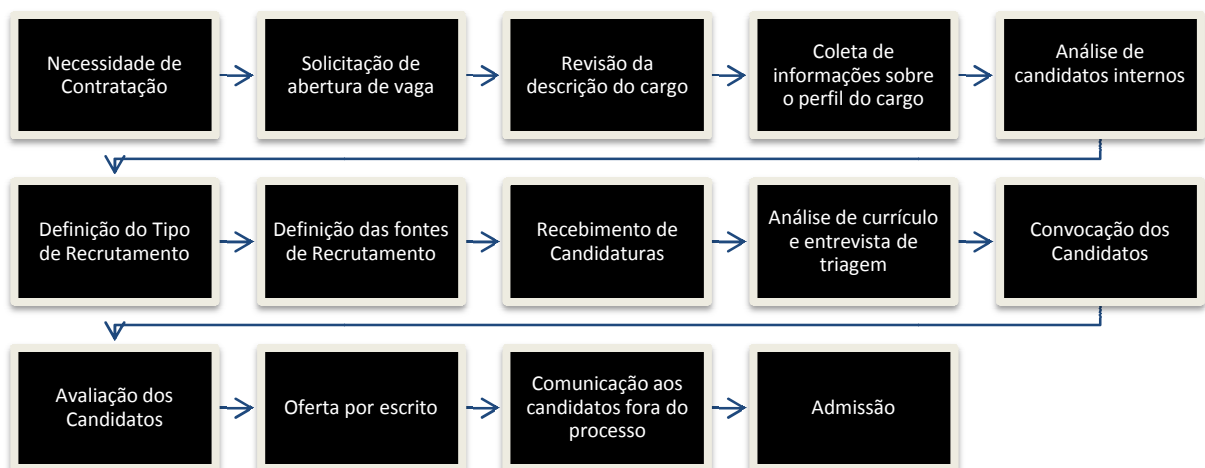 Necessidade de
Contratação
Solicitação de
abertura de vaga
Revisão da
descrição do cargo
Coleta de
informações sobre
o perfil do cargo
Análise de
candidatos internos
Definição do Tipo
de Recrutamento
Definição das fontes
de Recrutamento
Recebimento de
Candidaturas
Análise de currículo
e entrevista de
triagem
Convocação dos
Candidatos
Avaliação dos
Candidatos
Oferta por escrito
Comunicação aos
candidatos fora do
processo
Admissão